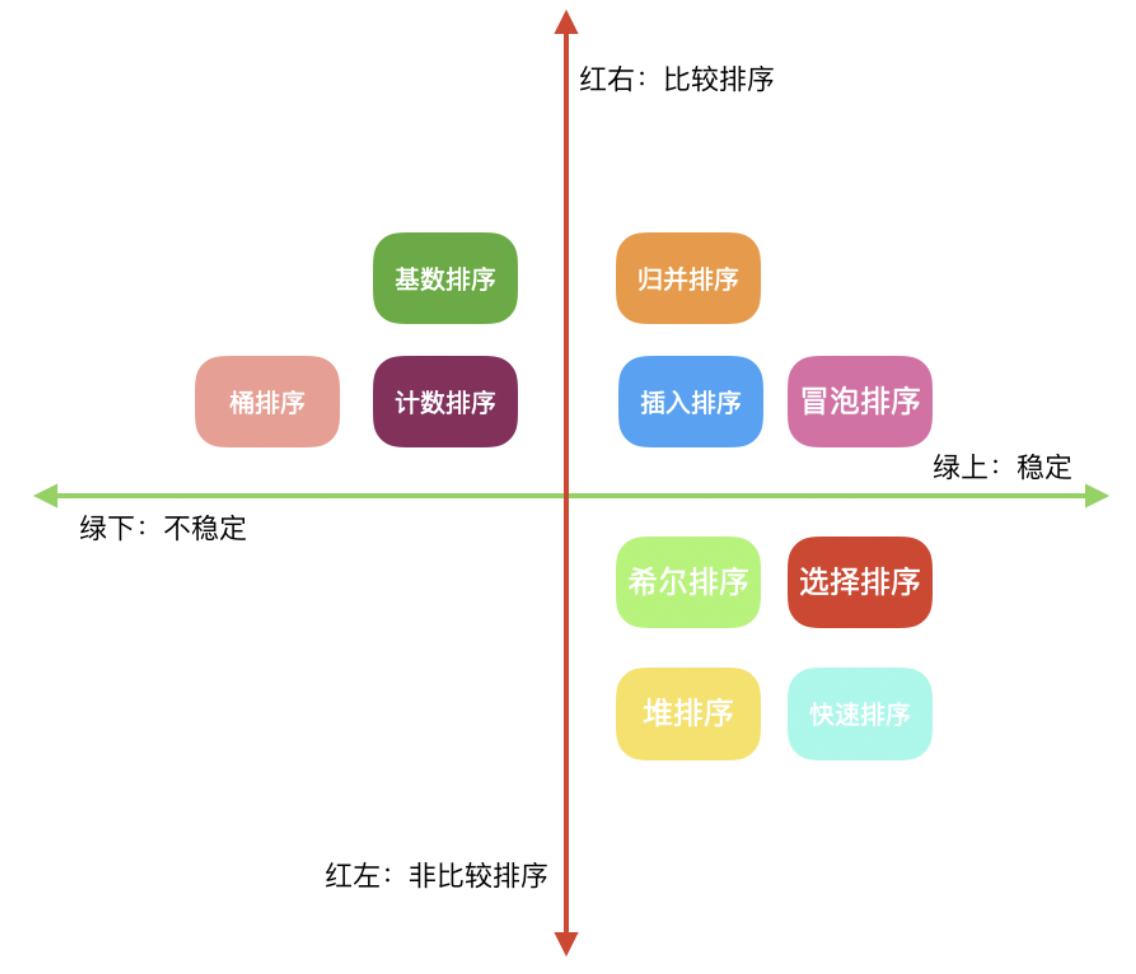 红右：比较排序
基数排序
归并排序
桶排序
计数排序
插入排序
冒泡排序
绿上：稳定
绿下：不稳定
希尔排序
选择排序
堆排序
快速排序
红左：非比较排序